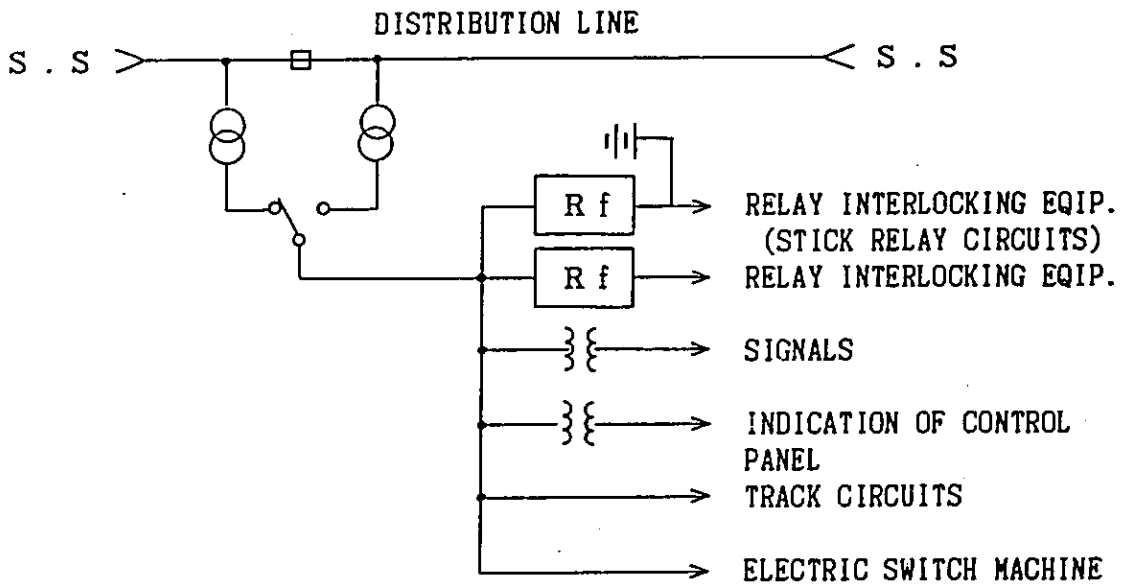 DISTRIBUTION LINE
S.S
S.S
R f
RELAY INTERLOCKING EQIP.
(STICK RELAY CIRCUITS)
R f
RELAY INTERLOCKING EQIP.
SIGNALS
INDICATION OF CONTROL
PANEL
TRACK CIRCUITS
ELECTRIC SWITCH MACHINE